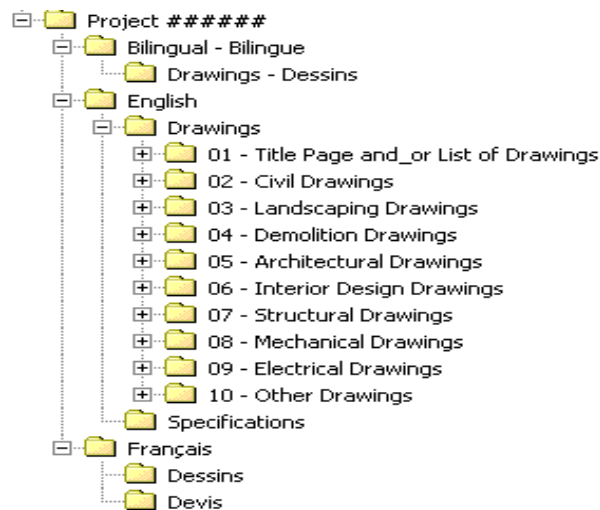 Project ######
Bilingual - Bilingue
Drawings - Dessins
English
Drawings
01 - Title Page and_or List of Drawings
02 - Civil Drawings
03 - Landscaping Drawings
04 - Demolition Drawings
05 - Architectural Drawings
06 - Interior Design Drawings
07 - Structural Drawings
08 - Mechanical Drawings
09 - Electrical Drawings
10 - Other Drawings
Specifications
Français
Dessins
Devis